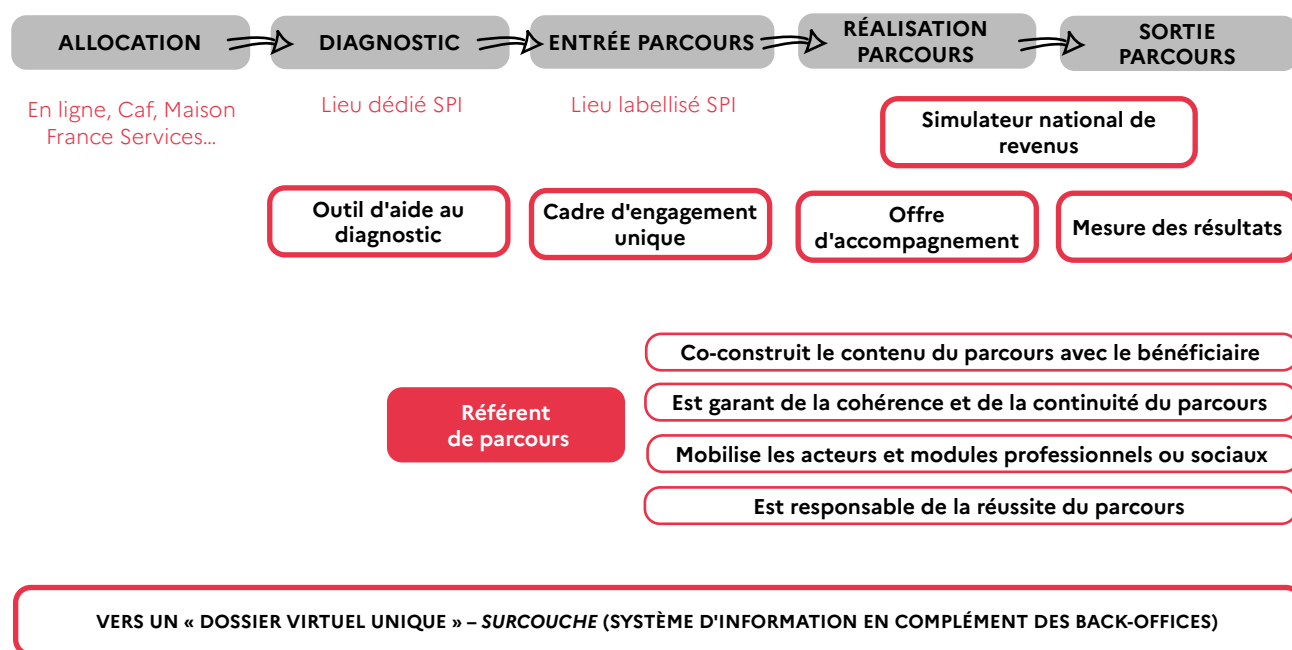 ALLOCATION
DIAGNOSTIC
ENTRÉE PARCOURS
RÉALISATION
PARCOURS
SORTIE
PARCOURS
En ligne, Caf, Maison
France Services…
Lieu dédié SPI
Lieu labellisé SPI
Simulateur national de
revenus
Outil d'aide au
diagnostic
Cadre d'engagement
unique
Offre
d'accompagnement
Mesure des résultats
Référent
de parcours
Co-construit le contenu du parcours avec le bénéficiaire
Est garant de la cohérence et de la continuité du parcours
Mobilise les acteurs et modules professionnels ou sociaux
Est responsable de la réussite du parcours
VERS UN « DOSSIER VIRTUEL UNIQUE » – SURCOUCHE (SYSTÈME D'INFORMATION EN COMPLÉMENT DES BACK-OFFICES)